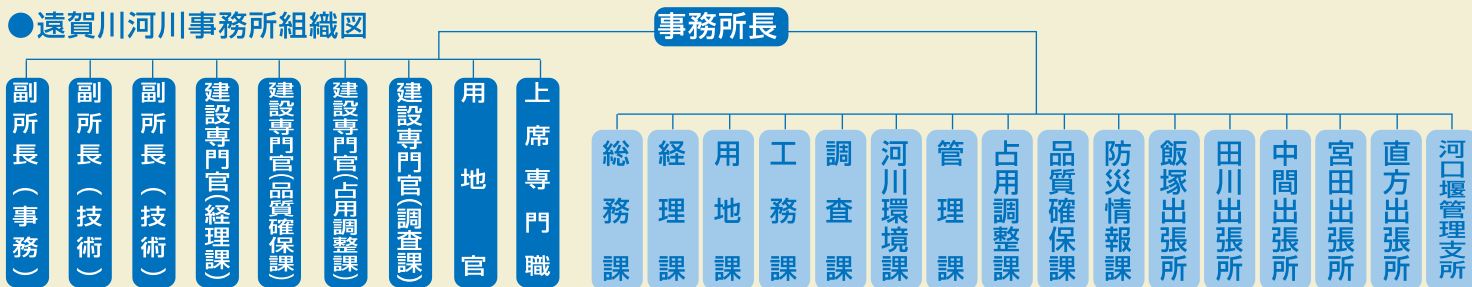 ●遠賀川河川事務所組織図
事務所長
副所長(事務)
副所長(技術)
副所長(技術)
建設専門官(経理課)
建設専門官(品質確保課)
建設専門官(占用調整課)
建設専門官(調査課)
用地官
上席専門職
総務課
経理課
用地課
工務課
調査課
河川環境課
管理課
占用調整課
品質確保課
防災情報課
飯塚出張所
田川出張所
中間出張所
宮田出張所
直方出張所
河口堰管理支所